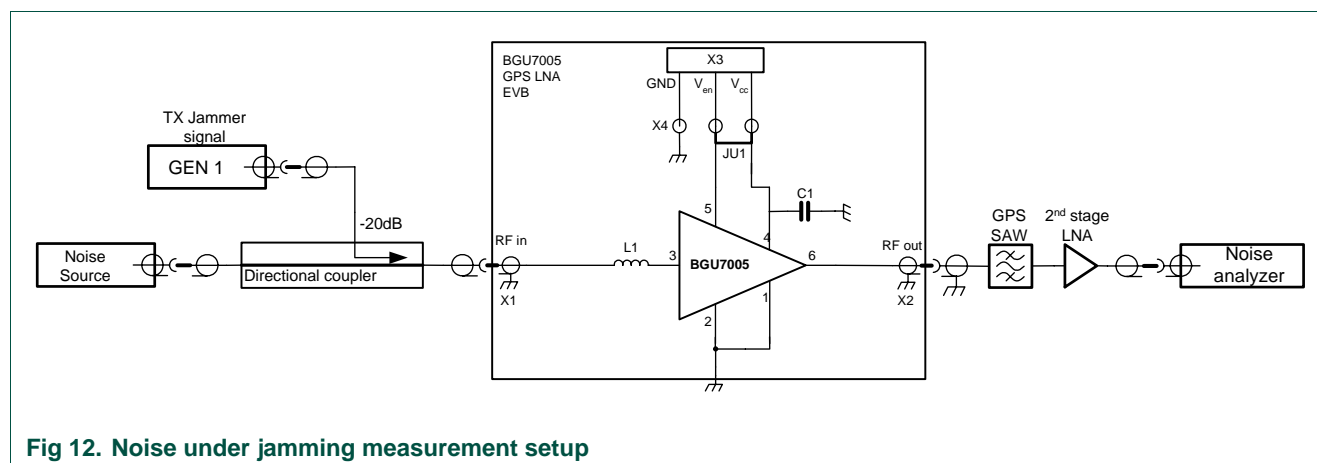 BGU7005
GPS LNA
EVB
X3
GND
Ven
Vcc
X4
JU1
TX Jammer
signal
GEN 1
-20dB
Noise
Source
Directional coupler
RF in
X1
L1
3
5
BGU7005
4
C1
6
2
1
RF out
X2
GPS
SAW
2nd stage
LNA
Noise
analyzer
Fig 12. Noise under jamming measurement setup